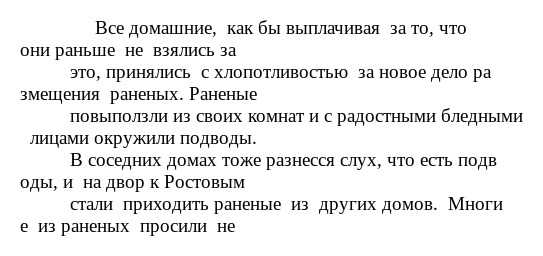 Все домашние, как бы выплачивая за то, что
они раньше не взялись за
это, принялись с хлопотливостью за новое дело ра
змещения раненых. Раненые
повыползли из своих комнат и с радостными бледными
лицами окружили подводы.
В соседних домах тоже разнесся слух, что есть подв
оды, и на двор к Ростовым
стали приходить раненые из других домов. Многи
е из раненых просили не